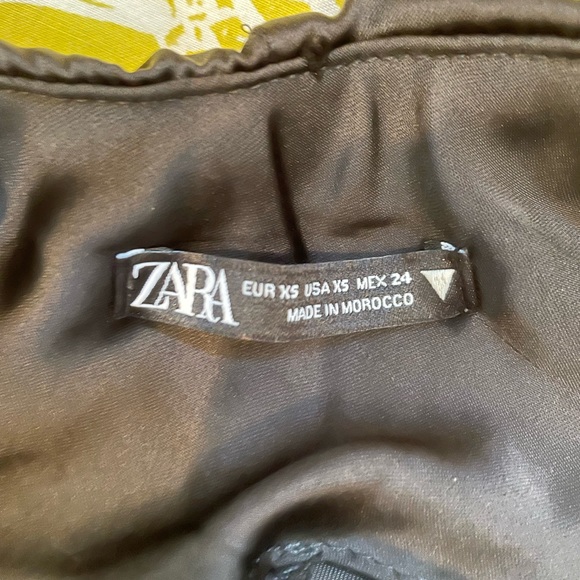 ZARA
EUR XS USA XS MEX 24
MADE IN MOROCCO